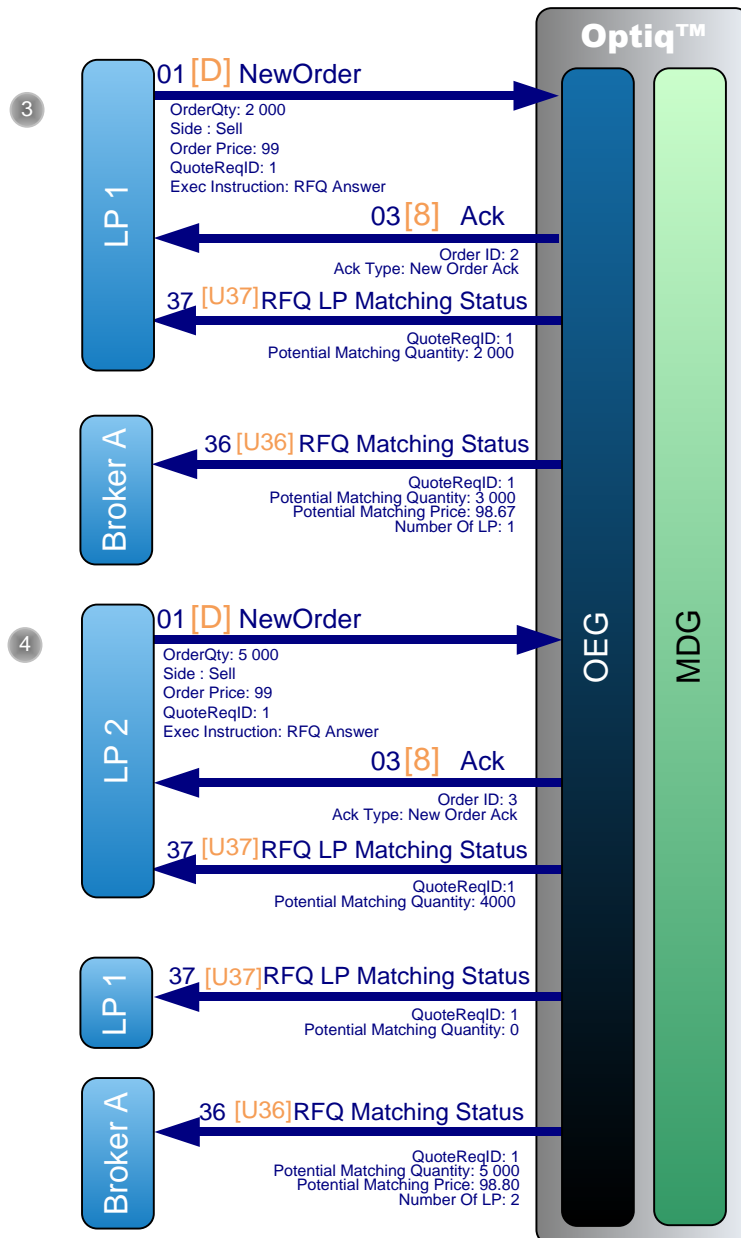 Optiq™
3
LP 1
01 [D] NewOrder
OrderQty: 2 000
Side : Sell
Order Price: 99
QuoteReqID: 1
Exec Instruction: RFQ Answer
03 [8] Ack
Order ID: 2
Ack Type: New Order Ack
37 [U37] RFQ LP Matching Status
QuoteReqID: 1
Potential Matching Quantity: 2 000
Broker A
36 [U36] RFQ Matching Status
QuoteReqID: 1
Potential Matching Quantity: 3 000
Potential Matching Price: 98.67
Number Of LP: 1
OEG
MDG
4
LP 2
01 [D] NewOrder
OrderQty: 5 000
Side : Sell
Order Price: 99
QuoteReqID: 1
Exec Instruction: RFQ Answer
03 [8] Ack
Order ID: 3
Ack Type: New Order Ack
37 [U37] RFQ LP Matching Status
QuoteReqID:1
Potential Matching Quantity: 4000
LP 1
37 [U37] RFQ LP Matching Status
QuoteReqID: 1
Potential Matching Quantity: 0
Broker A
36 [U36] RFQ Matching Status
QuoteReqID: 1
Potential Matching Quantity: 5 000
Potential Matching Price: 98.80
Number Of LP: 2